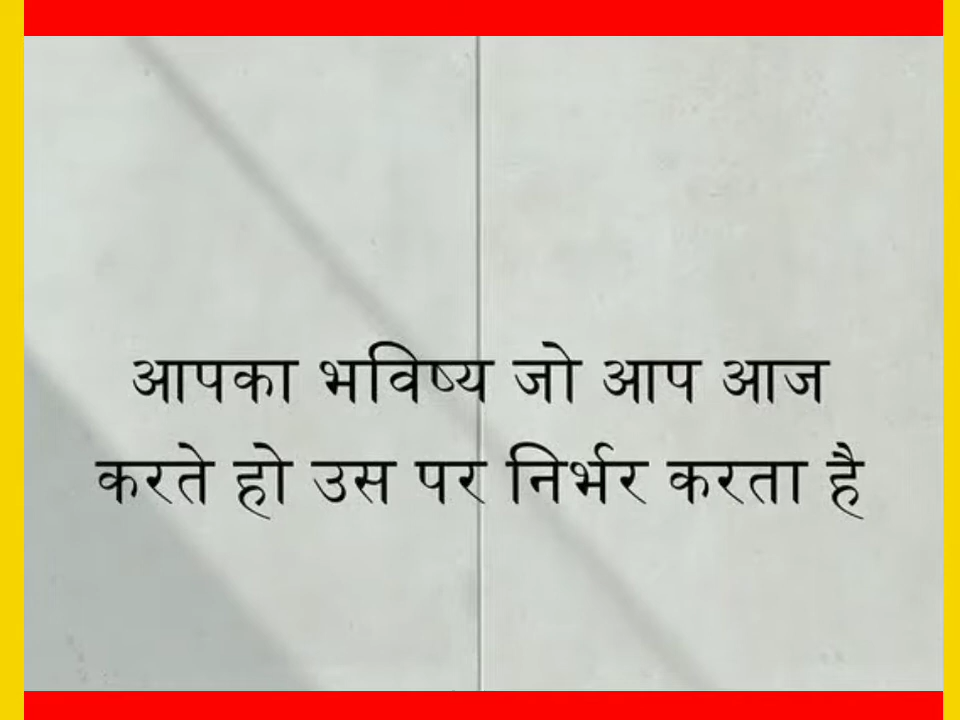 आपका भविष्य जो आप आज
करते हो उस पर निर्भर करता है